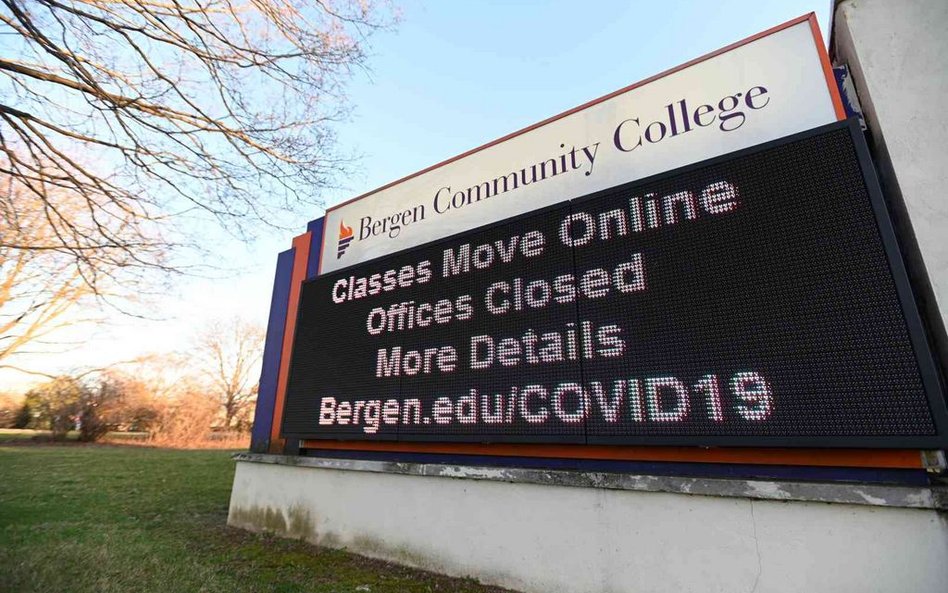 Bergen Community College
Classes Move Online
Offices Closed
More Details
Bergen.edu/COVID19